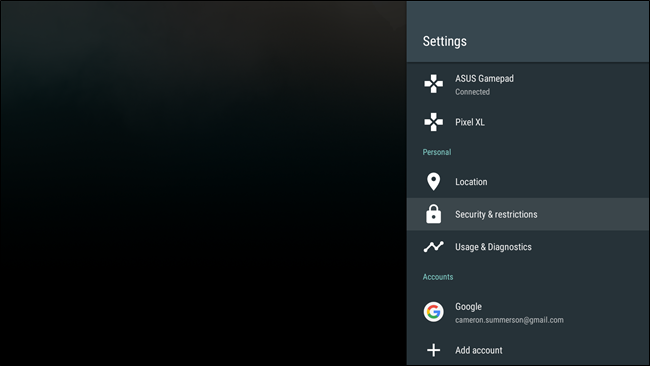 Settings
ASUS Gamepad
Connected
Pixel XL
Personal
Location
Security & restrictions
Usage & Diagnostics
Accounts
Google
cameron.summerson@gmail.com
Add account